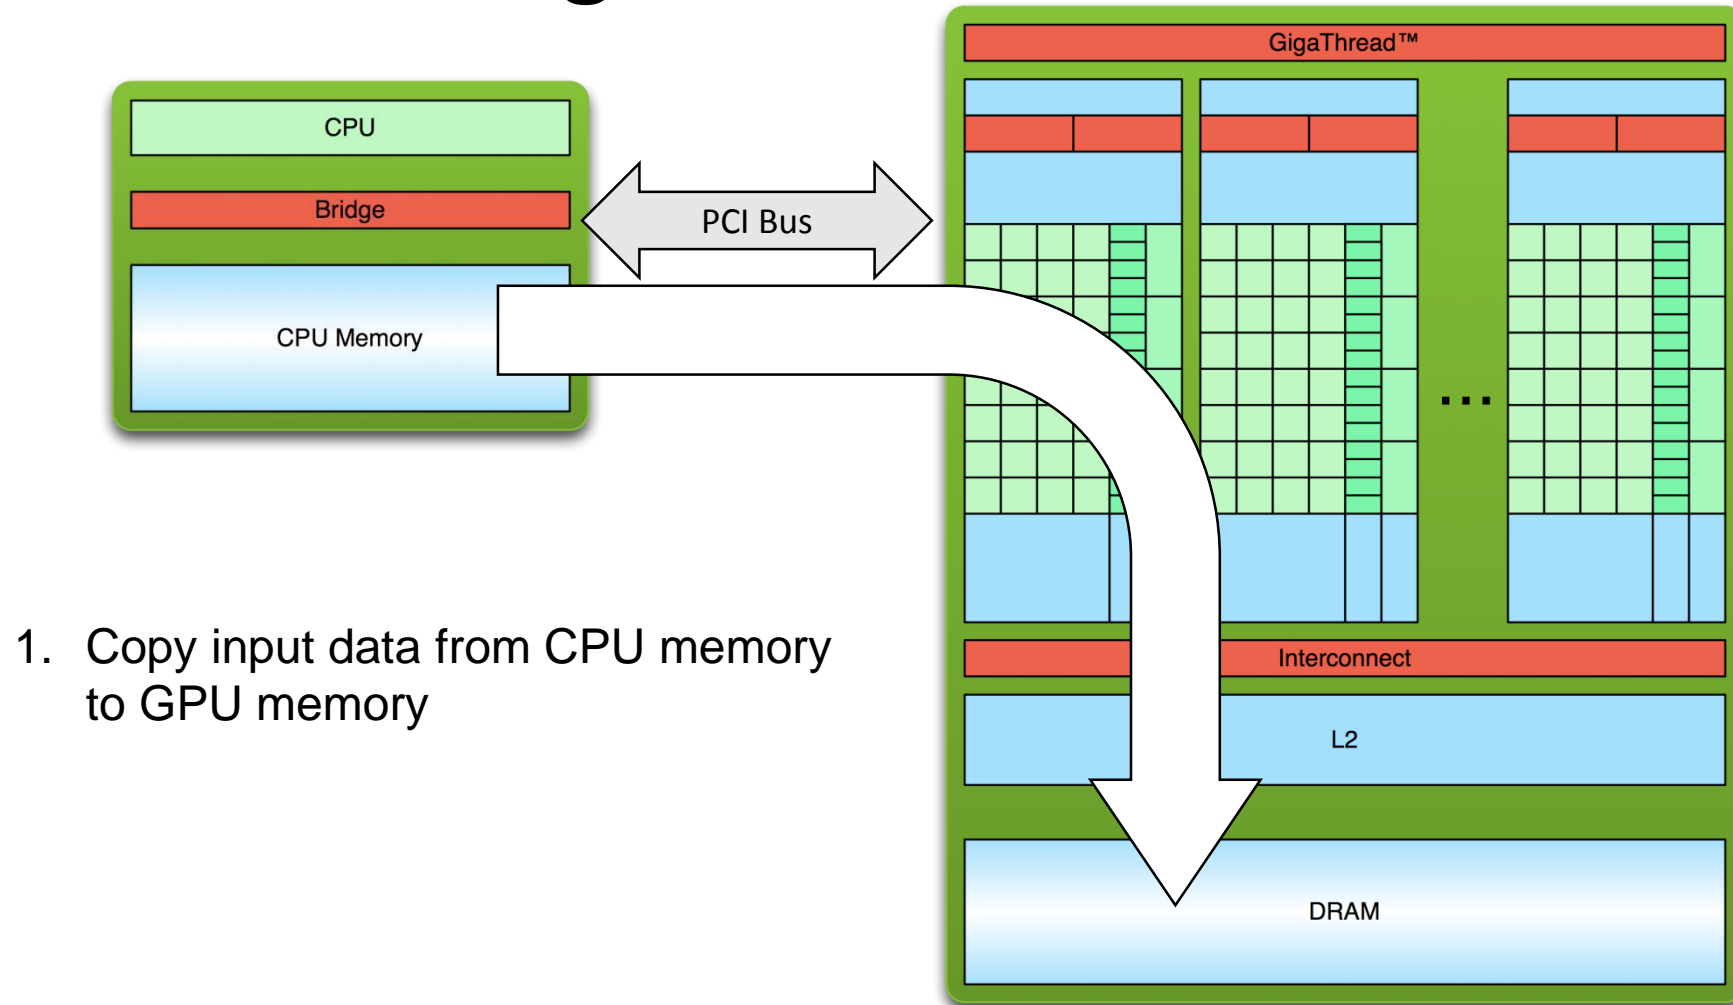 GigaThread™
CPU
Bridge
PCI Bus
CPU Memory
...
1. Copy input data from CPU memory
to GPU memory
Interconnect
L2
DRAM